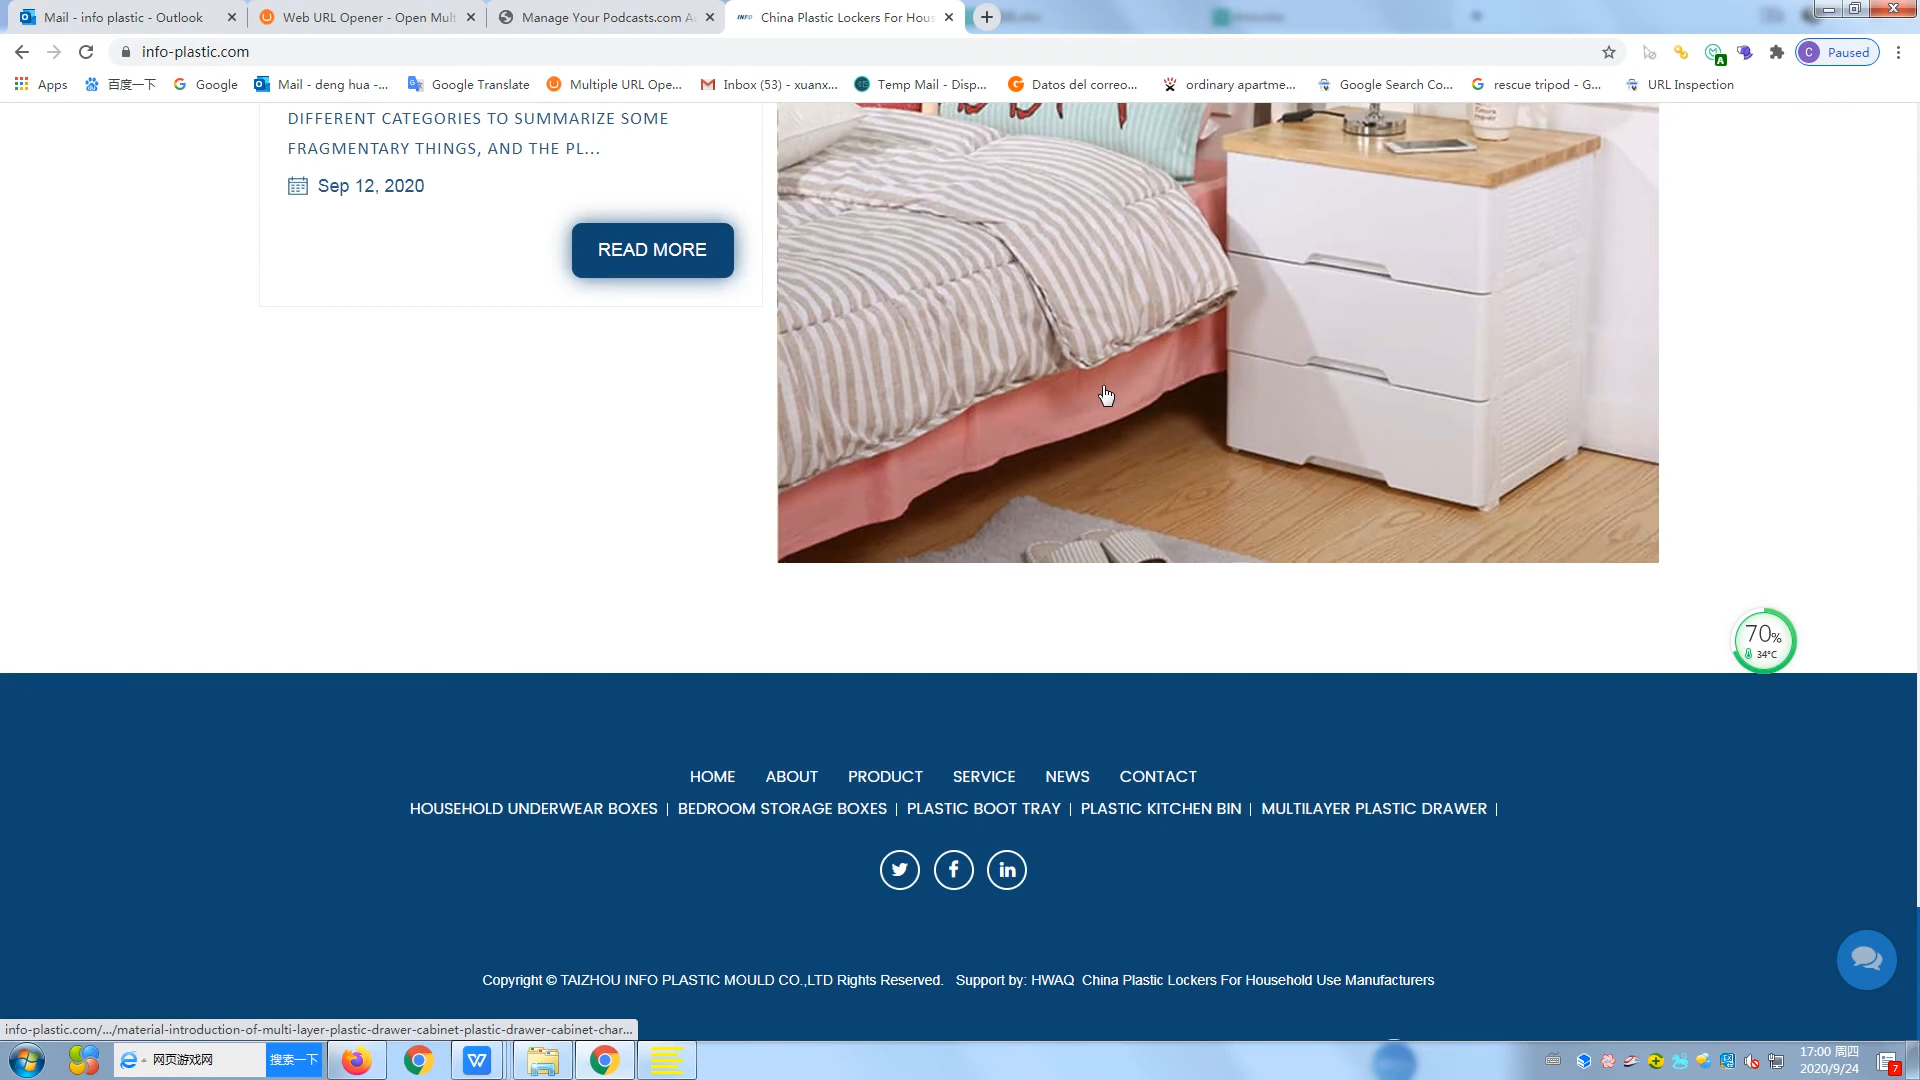 Mail - info plastic - Outlook
Web URL Opener - Open Mult
Manage Your Podcasts.com A
INFO
China Plastic Lockers For Hous
info-plastic.com
C
Paused
A
Apps
百度一下
Google
Mail - deng hua -...
Google Translate
Multiple URL Ope...
Inbox (53) - xuanx...
Temp Mail - Disp...
Datos del correo...
ordinary apartme...
Google Search Co...
rescue tripod - G...
URL Inspection
DIFFERENT CATEGORIES TO SUMMARIZE SOME
FRAGMENTARY THINGS, AND THE PL...
Sep 12, 2020
READ MORE
70%
34°C
HOME
ABOUT
PRODUCT
SERVICE
NEWS
CONTACT
HOUSEHOLD UNDERWEAR BOXES |
BEDROOM STORAGE BOXES |
PLASTIC BOOT TRAY |
PLASTIC KITCHEN BIN |
MULTILAYER PLASTIC DRAWER |
Copyright © TAIZHOU INFO PLASTIC MOULD CO.,LTD Rights Reserved. Support by: HWAQ China Plastic Lockers For Household Use Manufacturers
info-plastic.com/.../material-introduction-of-multi-layer-plastic-drawer-cabinet-plastic-drawer-cabinet-char...
网页游戏网
搜索一下
W
17:00 周四
2020/9/24
7